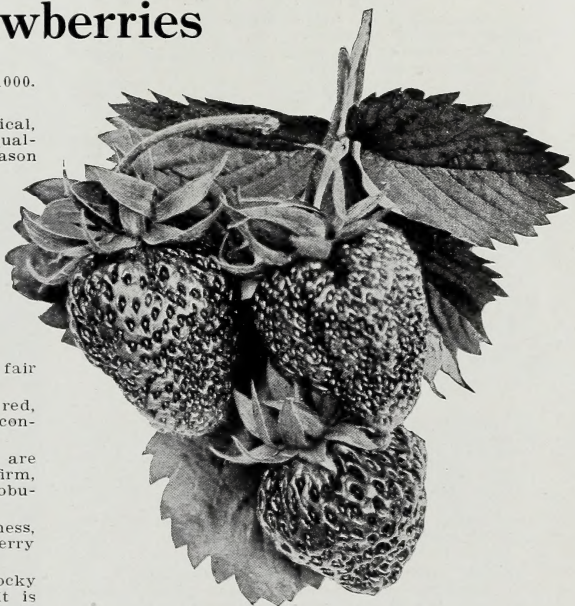 wberries
000.
ical,
ual-
ason
fair
red,
con-
are
irm,
obu-
ness,
erry
ocky
t is